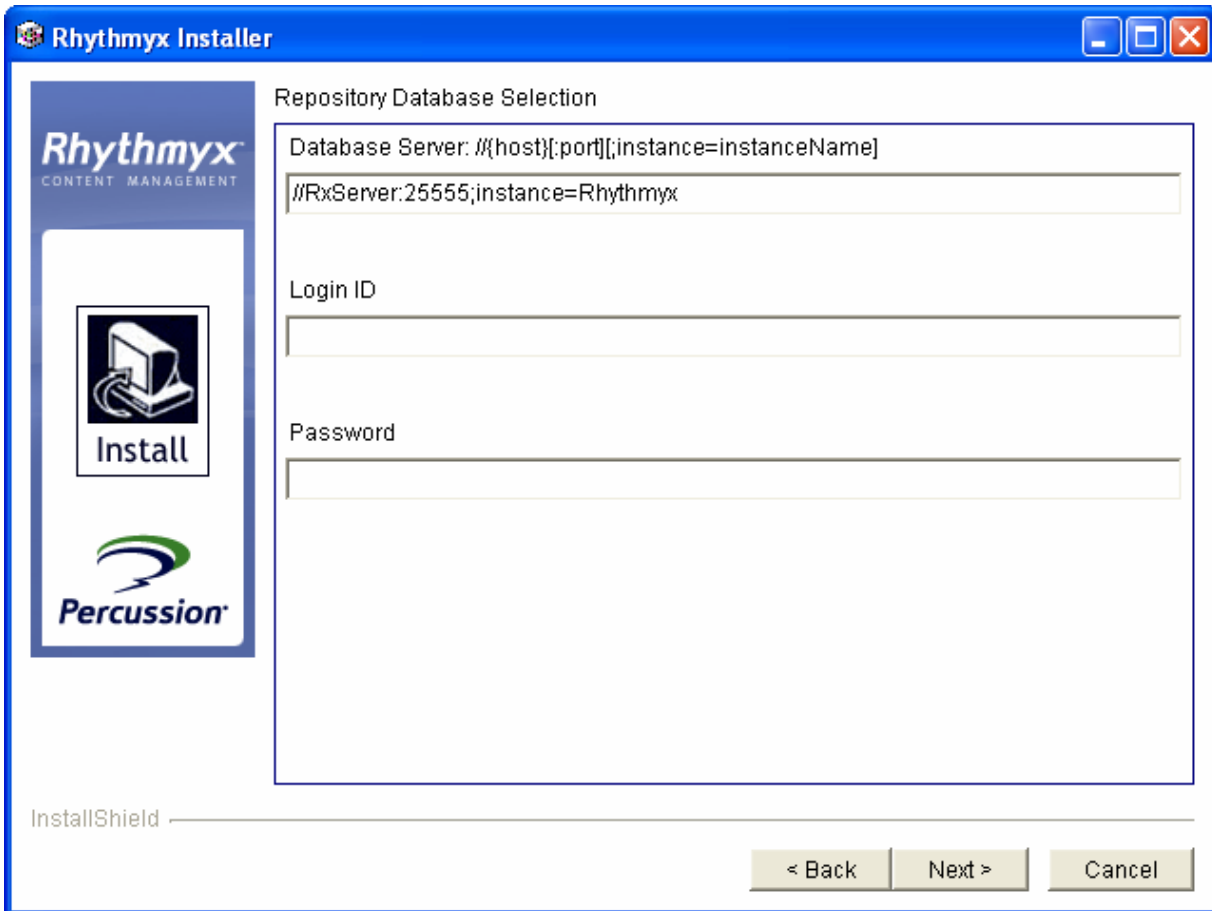 Rhythmyx Installer
Rhythmyx
CONTENT MANAGEMENT
Install
Percussion
Repository Database Selection
Database Server: //{host}[:port][;instance=instanceName]
//RxServer:25555;instance=Rhythmyx
Login ID
Password
InstallShield
< Back
Next >
Cancel